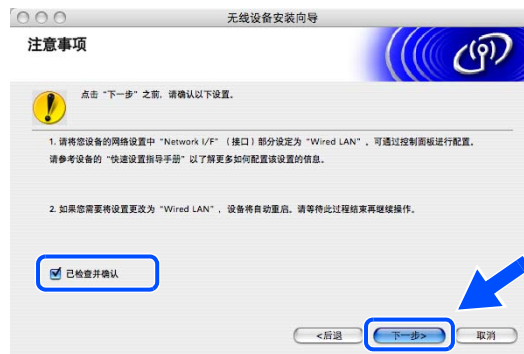 无线设备安装向导
注意事项
点击 "下一步" 之前，请确认以下设置。
1. 请将您设备的网络设置中 "Network I/F" （接口）部分设定为 "Wired LAN" ，可通过控制面板进行配置。
请参考设备的 "快速设置指导手册" 以了解更多如何配置该设置的信息。
2. 如果您需要将设置更改为 "Wired LAN" ，设备将自动重启。请等待此过程结束再继续操作。
已检查并确认
<后退 下一步> 取消